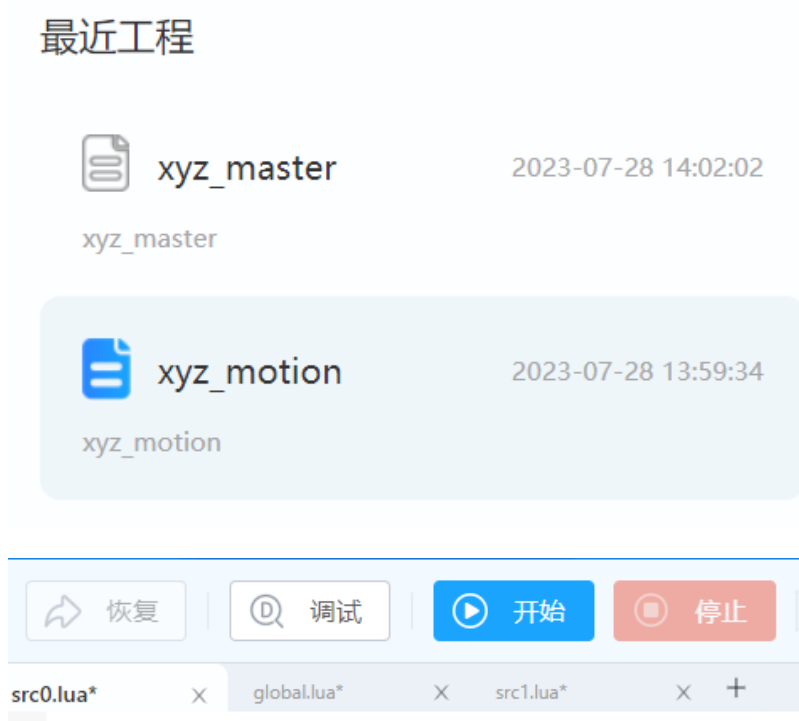 最近工程
xyz_master 2023-07-28 14:02:02
xyz_master
xyz_motion 2023-07-28 13:59:34
xyz_motion
恢复 调试 开始 停止
src0.lua* global.lua* src1.lua*